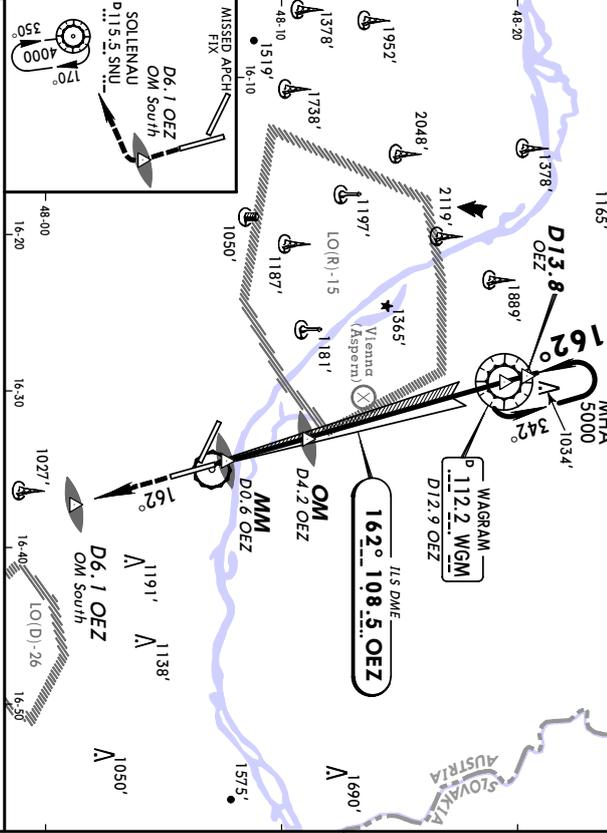 1165'
162°
MHA
5000
342°
1034'
D13.8
OEZ
WAGRAM
D 112.2 WGM
D12.9 OEZ
48-20
1378'
1889'
2119'
2048'
1952'
1378'
48-10
1519'
1738'
1197'
LO(R)-15
1187'
1050'
1365'
1181'
Vienna
(Aspern)
ILS DME
162° 108.5 OEZ
OM
D4.2 OEZ
MM
D0.6 OEZ
162°
1027'
D6.1 OEZ
OM South
1191'
1138'
1050'
1575'
1690'
SLOVAKIA
AUSTRIA
LO(D)-26
48-00
16-10
16-20
16-30
16-40
16-50
MISSED APCH
FIX
D6.1 OEZ
OM South
SOLLENAU
D 115.5 SNU
350°
4000
170°